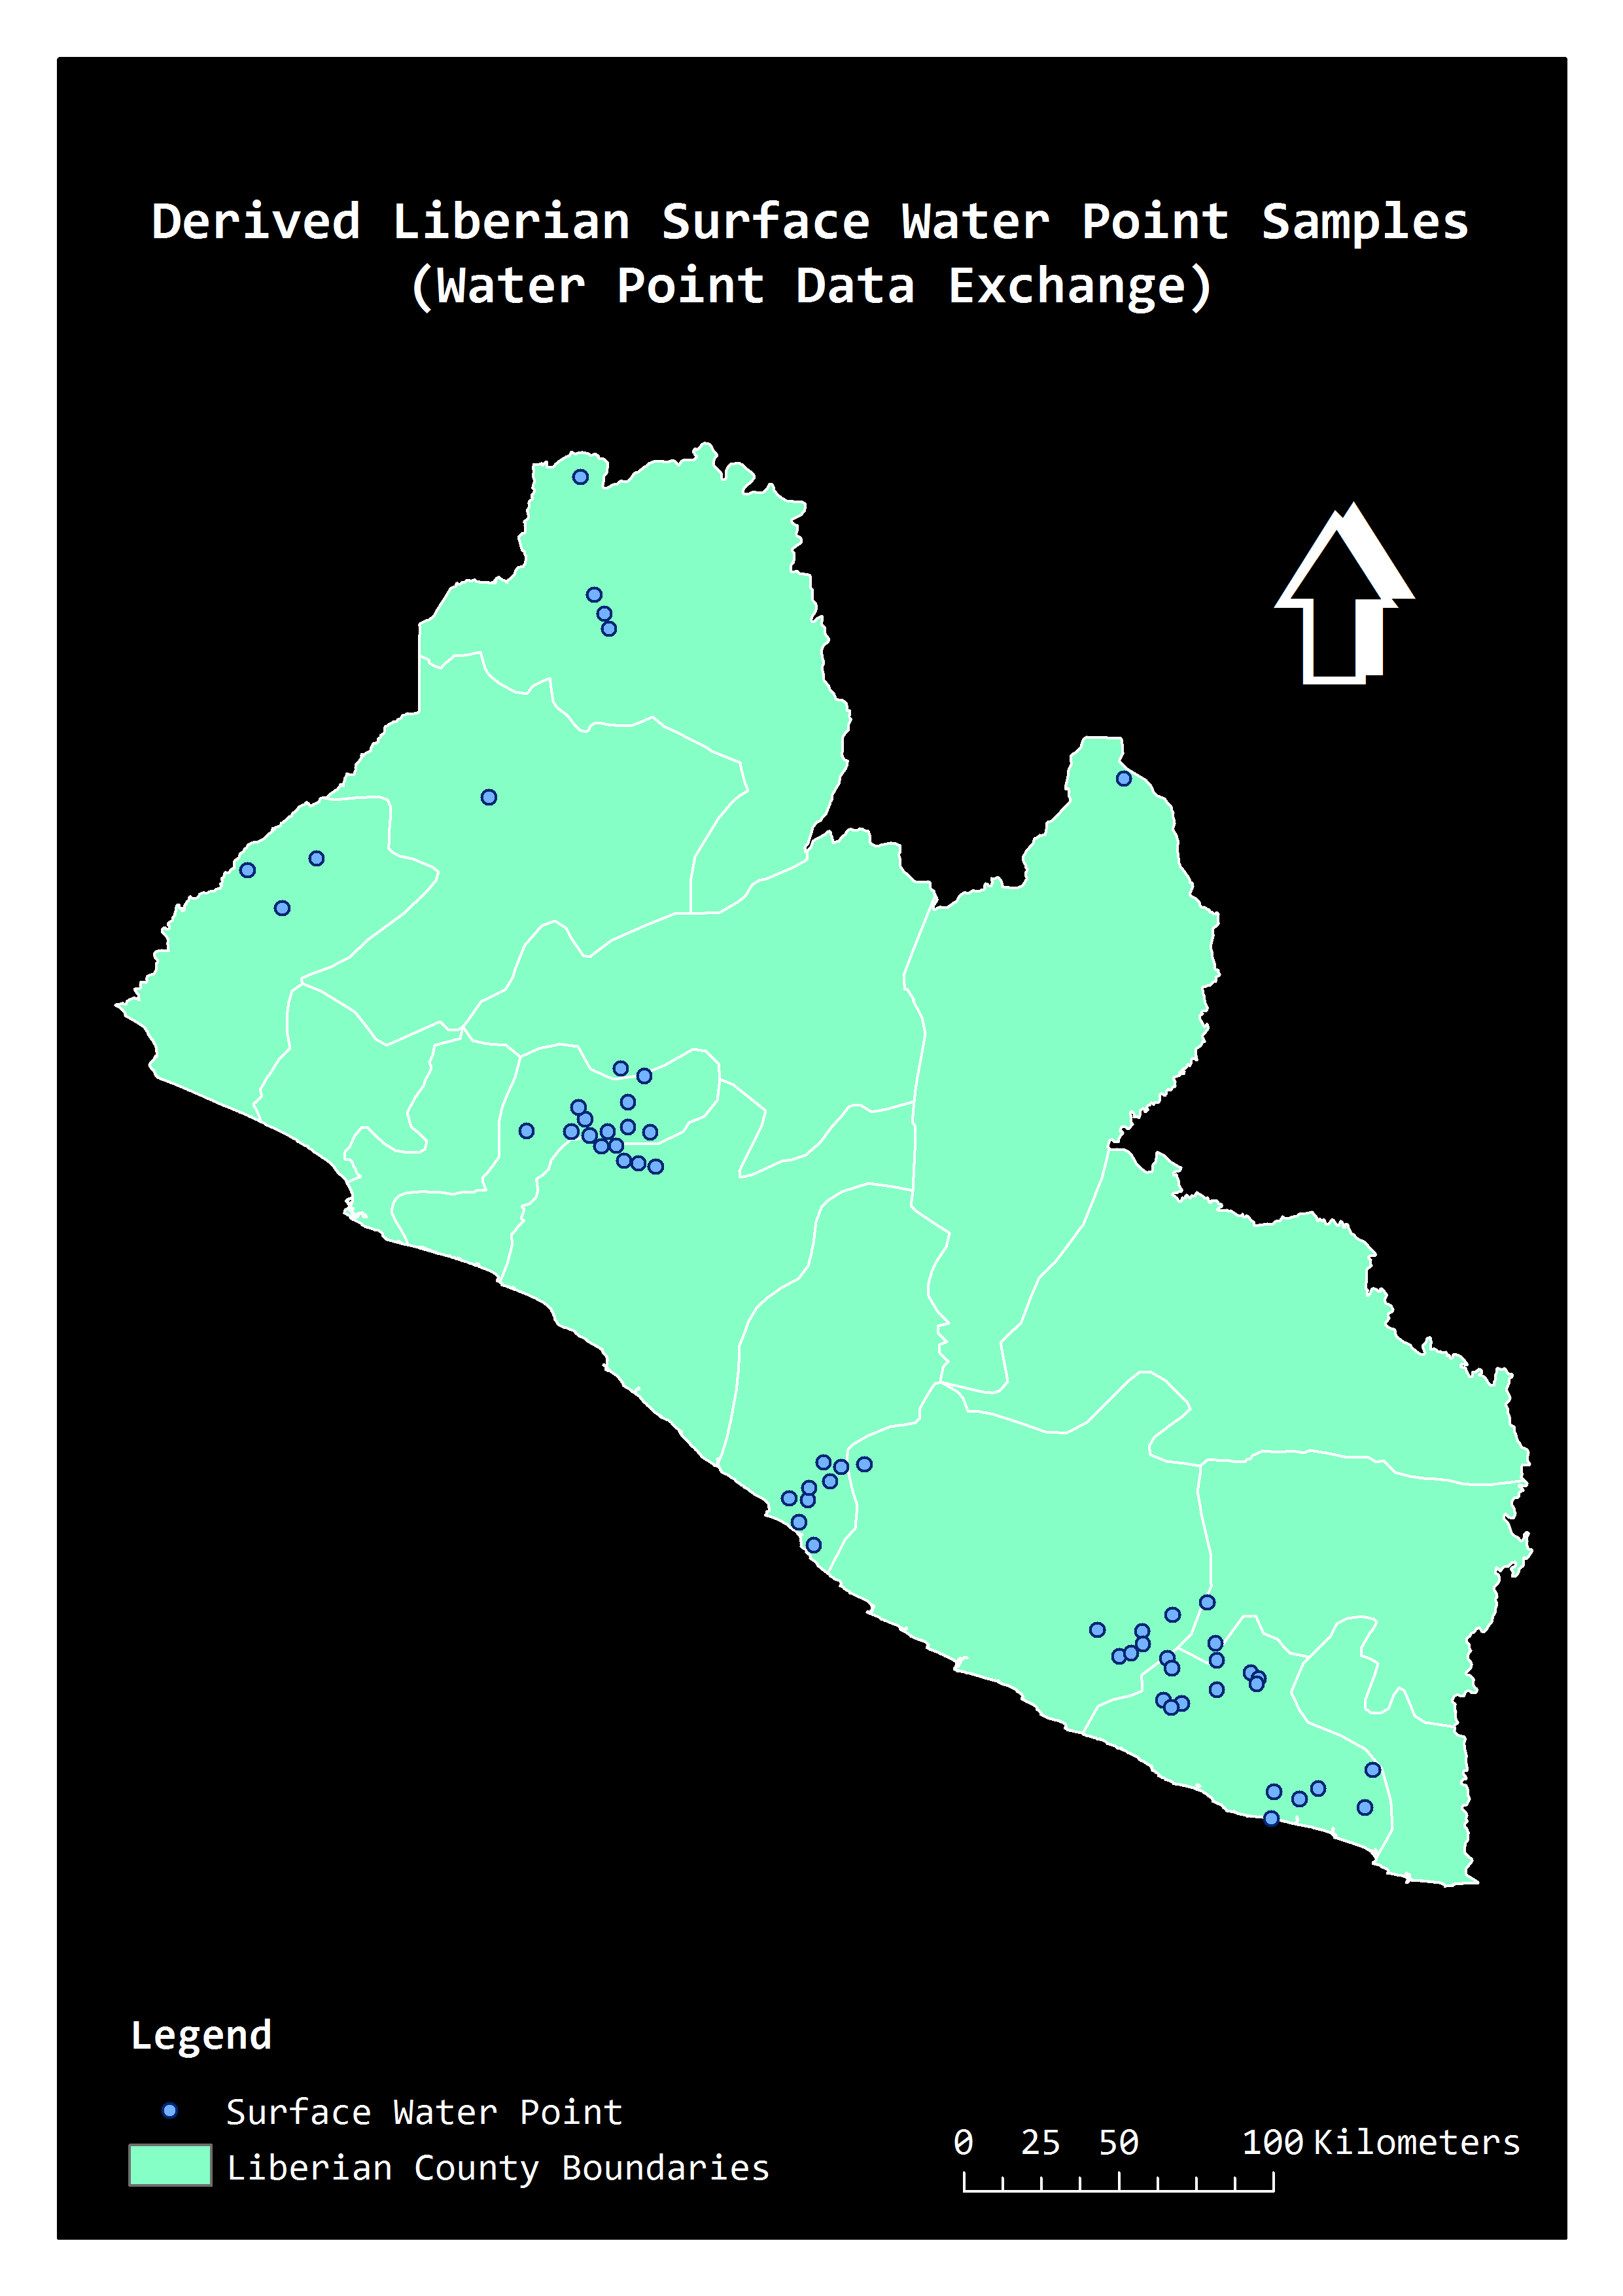 Derived Liberian Surface Water Point Samples
(Water Point Data Exchange)
Legend
Surface Water Point
Liberian County Boundaries
0 25 50 100 Kilometers